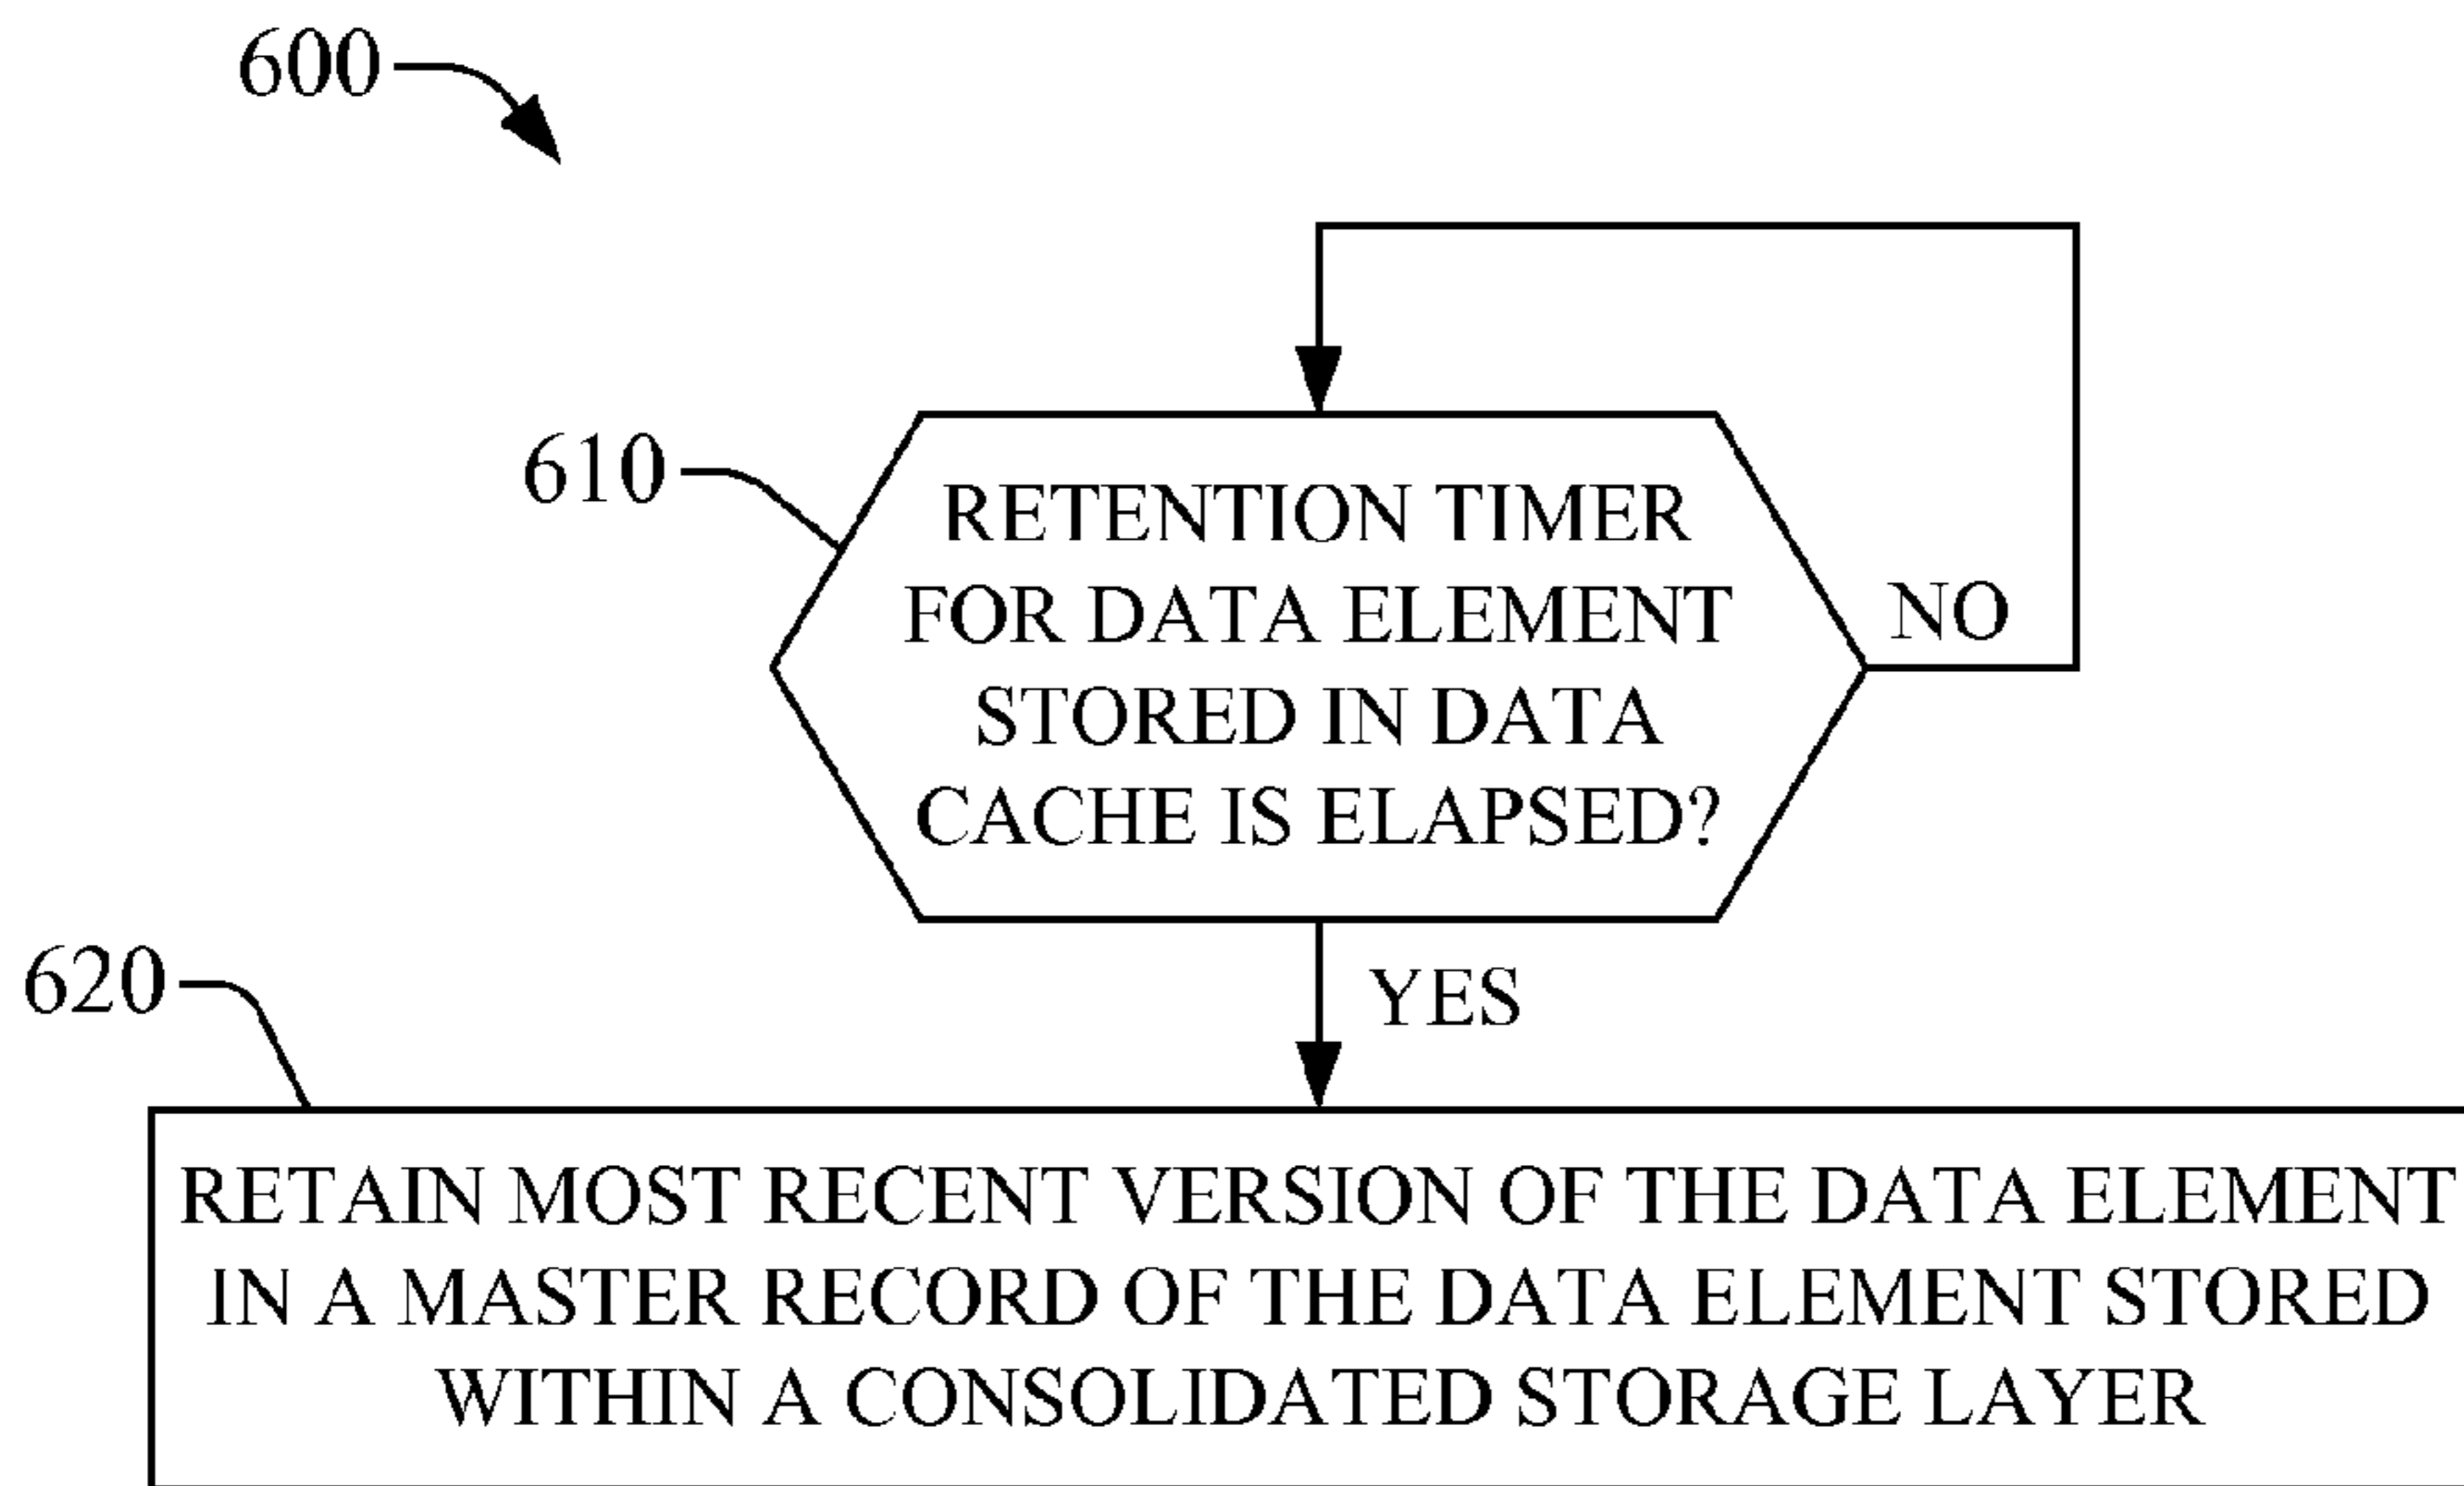 600
610
RETENTION TIMER
FOR DATA ELEMENT
STORED IN DATA
CACHE IS ELAPSED?
NO
YES
620
RETAIN MOST RECENT VERSION OF THE DATA ELEMENT
IN A MASTER RECORD OF THE DATA ELEMENT STORED
WITHIN A CONSOLIDATED STORAGE LAYER